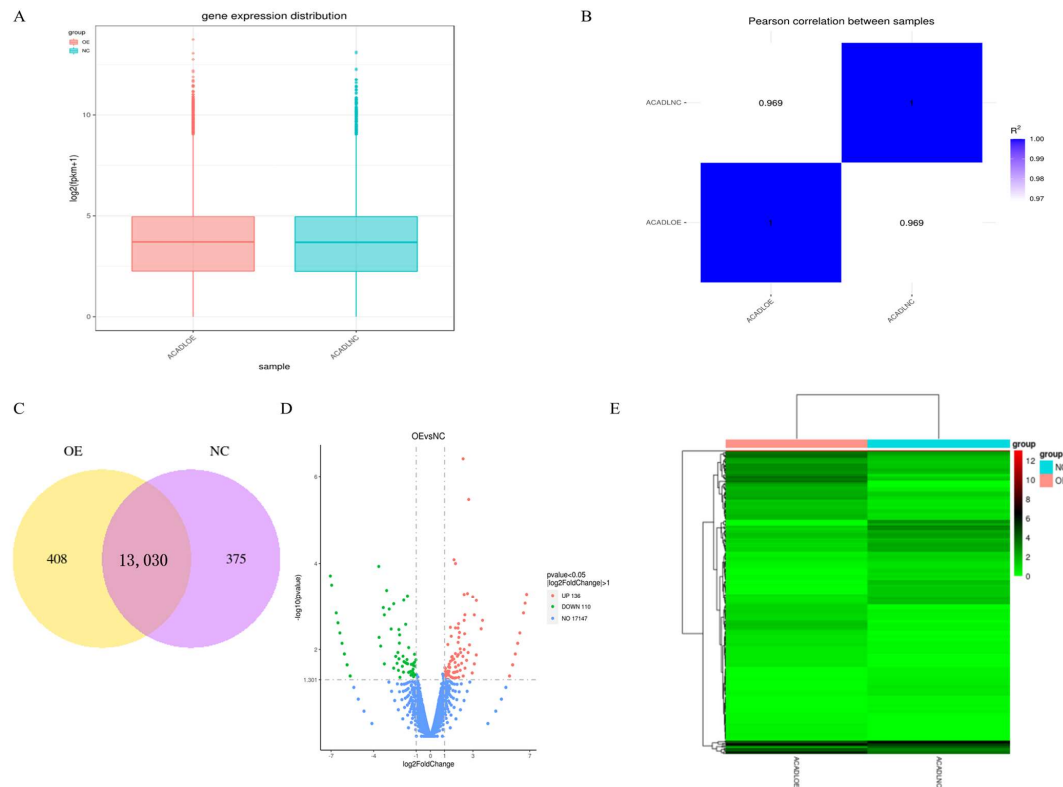 A
gene expression distribution
group
OE
NC
log2(fpkm+1)
10
5
0
ACADLOE
ACADLNC
sample
B
Pearson correlation between samples
ACADLNC
0.969
1
ACADLOE
1
0.969
ACADLOE
ACADLNC
R²
1.00
0.99
0.98
0.97
C
OE
NC
408
13,030
375
D
OEvsNC
-log10(pvalue)
6
4
2
1.301
-7
-1
0
1
7
log2FoldChange
pvalue<0.05
|log2FoldChange|>1
UP 136
DOWN 110
NO 17147
E
group
12
10
8
6
4
2
0
group
ACADLOE
ACADLNC